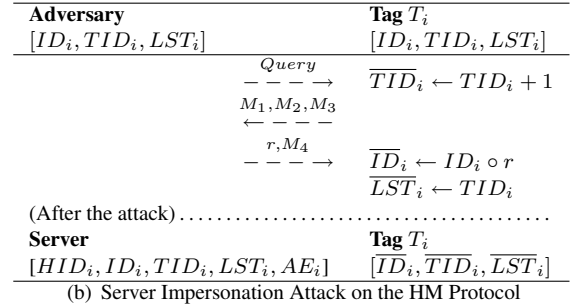 Adversary Tag T_i
[ID_i, TID_i, LST_i] [ID_i, TID_i, LST_i]
Query
− − − → \overline{TID}_i ← TID_i + 1
M_1,M_2,M_3
← − − −
r,M_4
− − − → \overline{ID}_i ← ID_i ∘ r
\overline{LST}_i ← TID_i
(After the attack) . . . . . . . . . . . . . . . . . . . . . . . . . . . . . . . . . . . . . . . .
Server Tag T_i
[HID_i, ID_i, TID_i, LST_i, AE_i] [\overline{ID}_i, \overline{TID}_i, \overline{LST}_i]
(b) Server Impersonation Attack on the HM Protocol